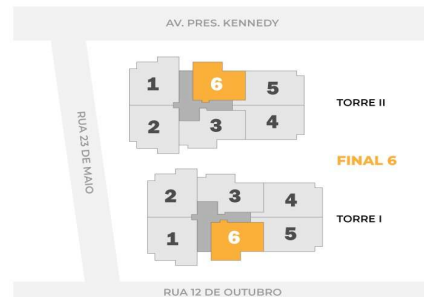 AV. PRES. KENNEDY
RUA 23 DE MAIO
1 6 5
2 3 4
TORRE II
FINAL 6
2 3 4
1 6 5
TORRE I
RUA 12 DE OUTUBRO